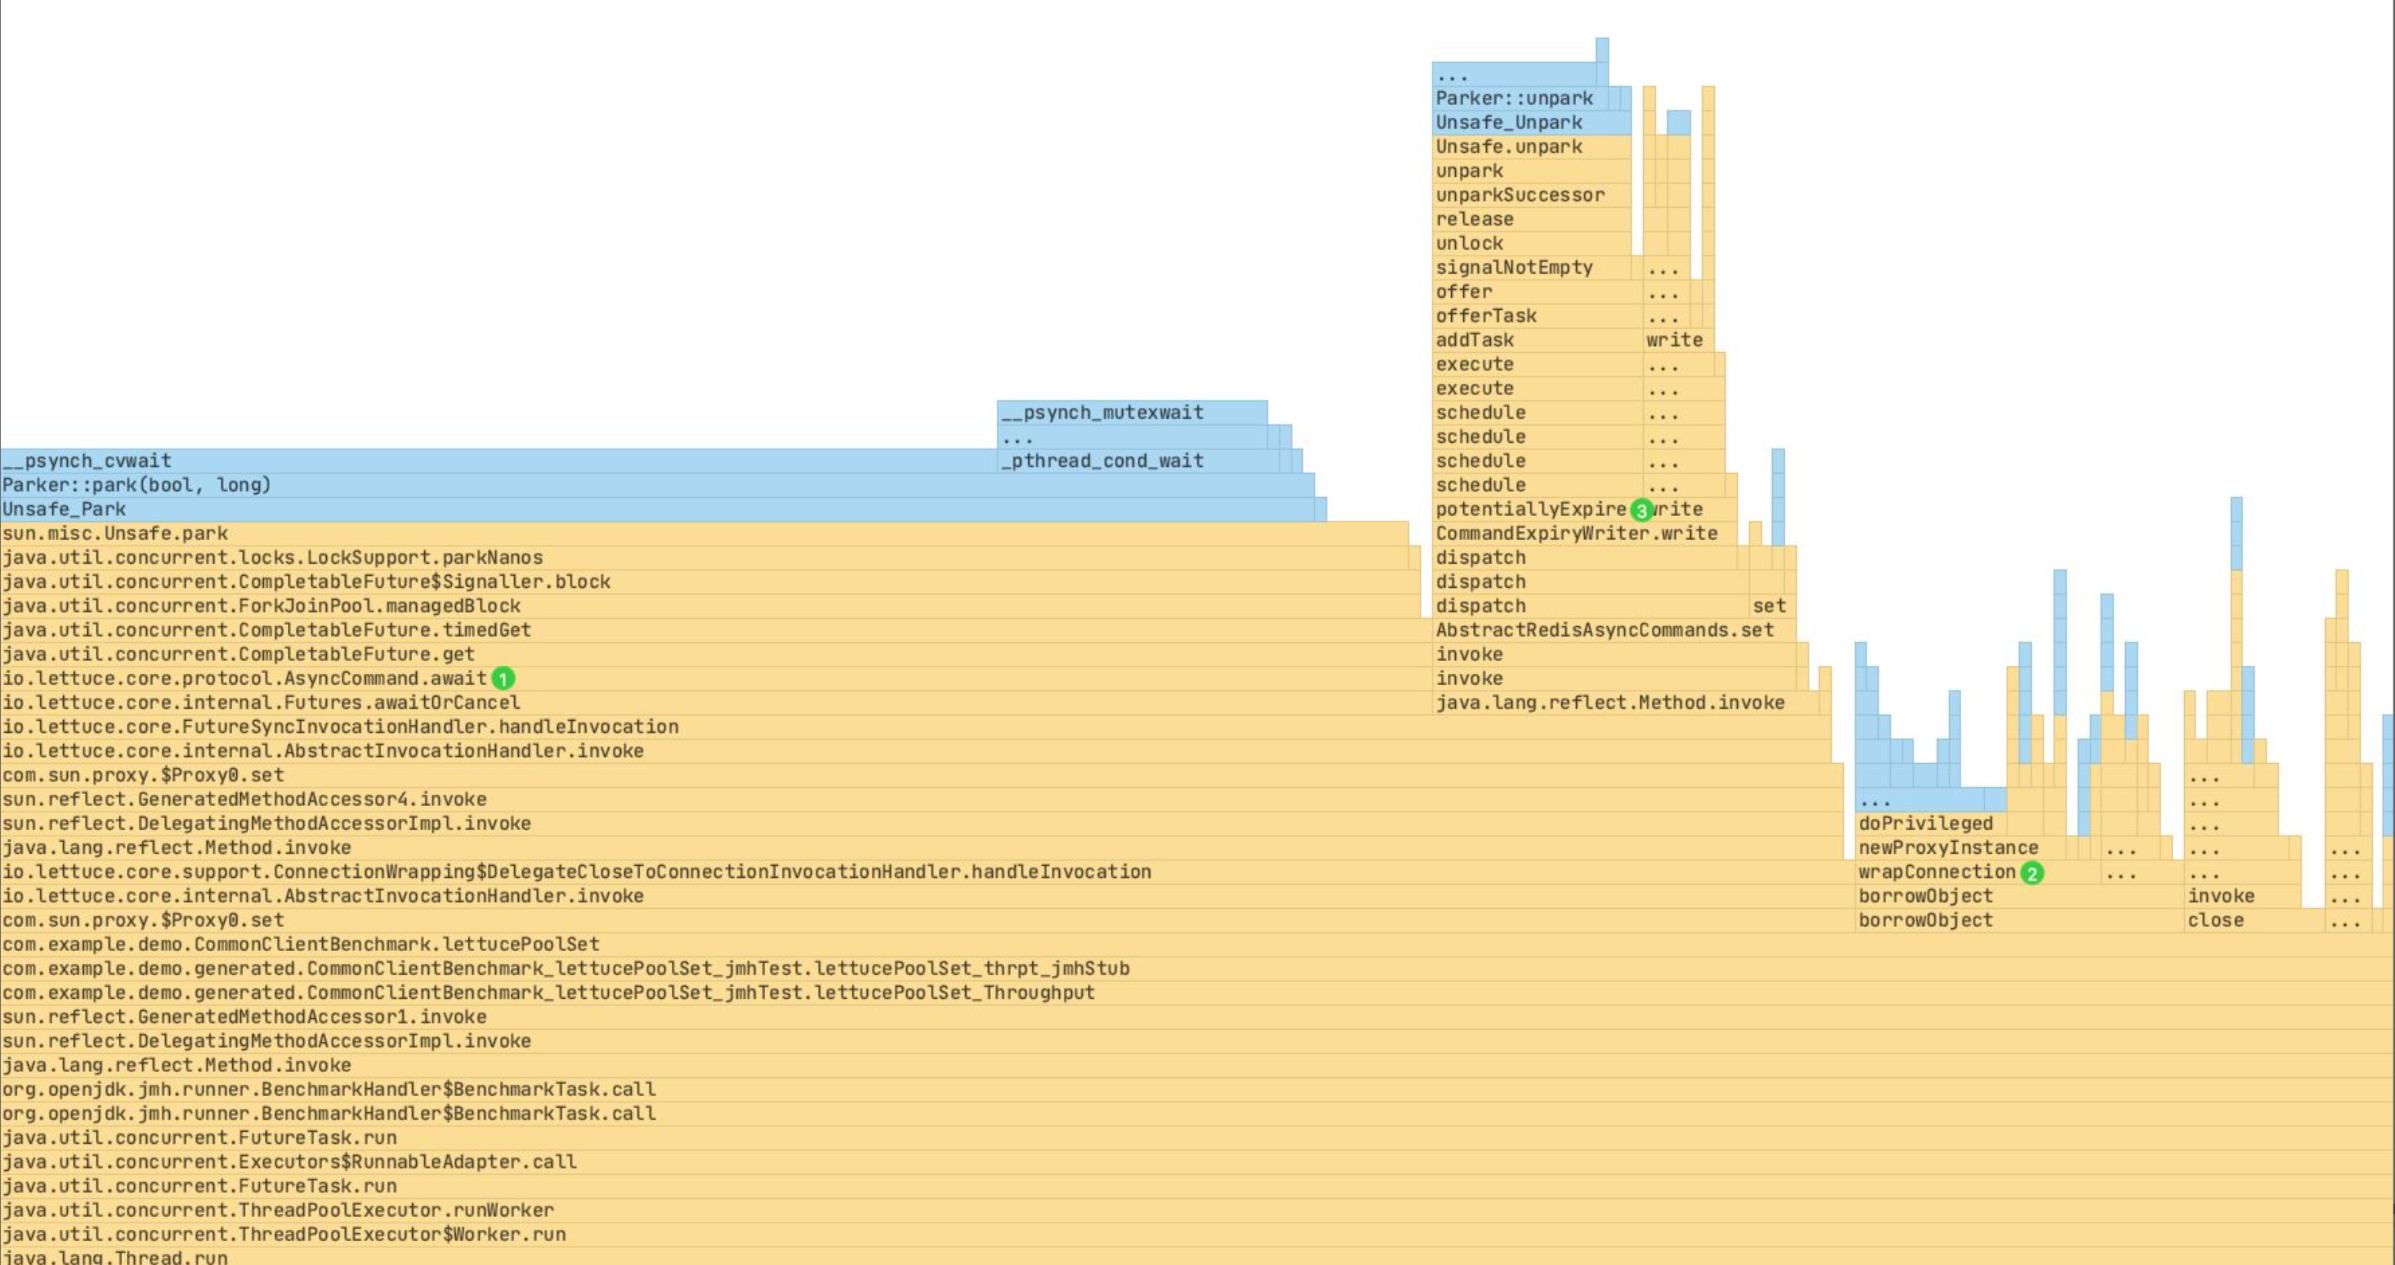 ...
Parker::unpark
Unsafe_Unpark
Unsafe.unpark
unpark
unparkSuccessor
release
unlock
signalNotEmpty ...
offer ...
offerTask ...
addTask write
execute ...
execute ...
__psynch_mutexwait schedule ...
... schedule ...
__psynch_cvwait _pthread_cond_wait schedule ...
Parker::park(bool, long) schedule ...
Unsafe_Park potentiallyExpire 3 write
sun.misc.Unsafe.park CommandExpiryWriter.write
java.util.concurrent.locks.LockSupport.parkNanos dispatch
java.util.concurrent.CompletableFuture$Signaller.block dispatch
java.util.concurrent.ForkJoinPool.managedBlock dispatch set
java.util.concurrent.CompletableFuture.timedGet AbstractRedisAsyncCommands.set
java.util.concurrent.CompletableFuture.get invoke
io.lettuce.core.protocol.AsyncCommand.await 1 invoke
io.lettuce.core.internal.Futures.awaitOrCancel java.lang.reflect.Method.invoke
io.lettuce.core.FutureSyncInvocationHandler.handleInvocation
io.lettuce.core.internal.AbstractInvocationHandler.invoke
com.sun.proxy.$Proxy0.set ...
sun.reflect.GeneratedMethodAccessor4.invoke ... ...
sun.reflect.DelegatingMethodAccessorImpl.invoke doPrivileged ...
java.lang.reflect.Method.invoke newProxyInstance ... ... ...
io.lettuce.core.support.ConnectionWrapping$DelegateCloseToConnectionInvocationHandler.handleInvocation wrapConnection 2 ... ... ...
io.lettuce.core.internal.AbstractInvocationHandler.invoke borrowObject invoke ...
com.sun.proxy.$Proxy0.set borrowObject close ...
com.example.demo.CommonClientBenchmark.lettucePoolSet
com.example.demo.generated.CommonClientBenchmark_lettucePoolSet_jmhTest.lettucePoolSet_thrpt_jmhStub
com.example.demo.generated.CommonClientBenchmark_lettucePoolSet_jmhTest.lettucePoolSet_Throughput
sun.reflect.GeneratedMethodAccessor1.invoke
sun.reflect.DelegatingMethodAccessorImpl.invoke
java.lang.reflect.Method.invoke
org.openjdk.jmh.runner.BenchmarkHandler$BenchmarkTask.call
org.openjdk.jmh.runner.BenchmarkHandler$BenchmarkTask.call
java.util.concurrent.FutureTask.run
java.util.concurrent.Executors$RunnableAdapter.call
java.util.concurrent.FutureTask.run
java.util.concurrent.ThreadPoolExecutor.runWorker
java.util.concurrent.ThreadPoolExecutor$Worker.run
java.lang.Thread.run